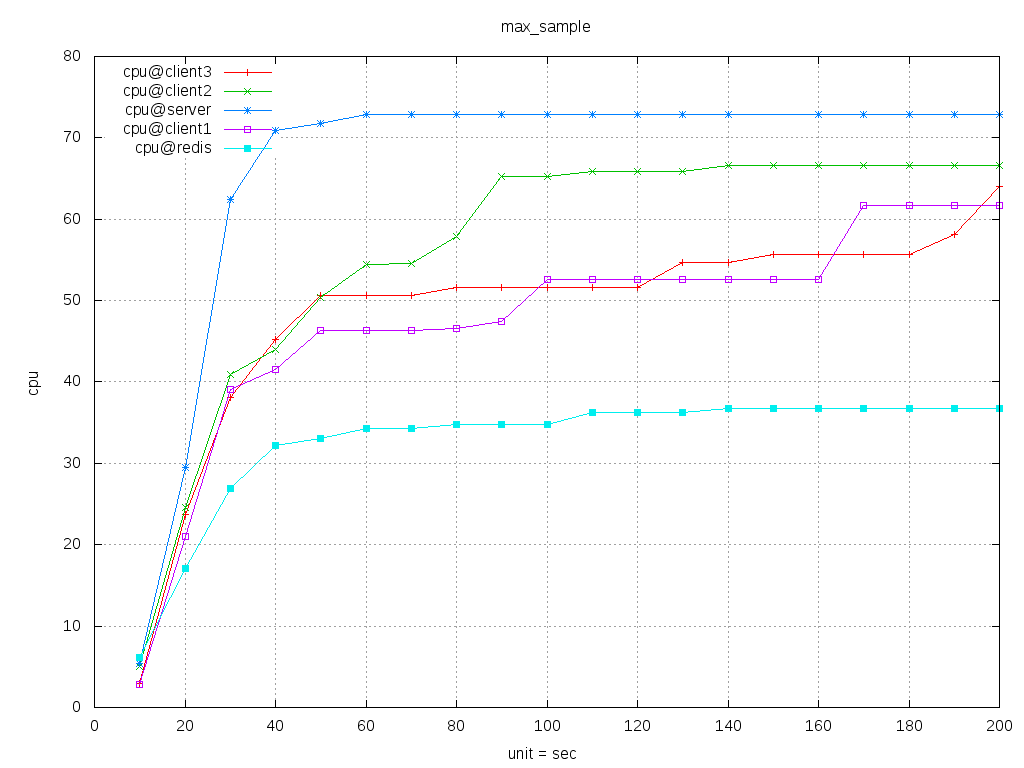 max_sample
80
70
60
50
40
30
20
10
0
cpu
cpu@client3
cpu@client2
cpu@server
cpu@client1
cpu@redis
0 20 40 60 80 100 120 140 160 180 200
unit = sec